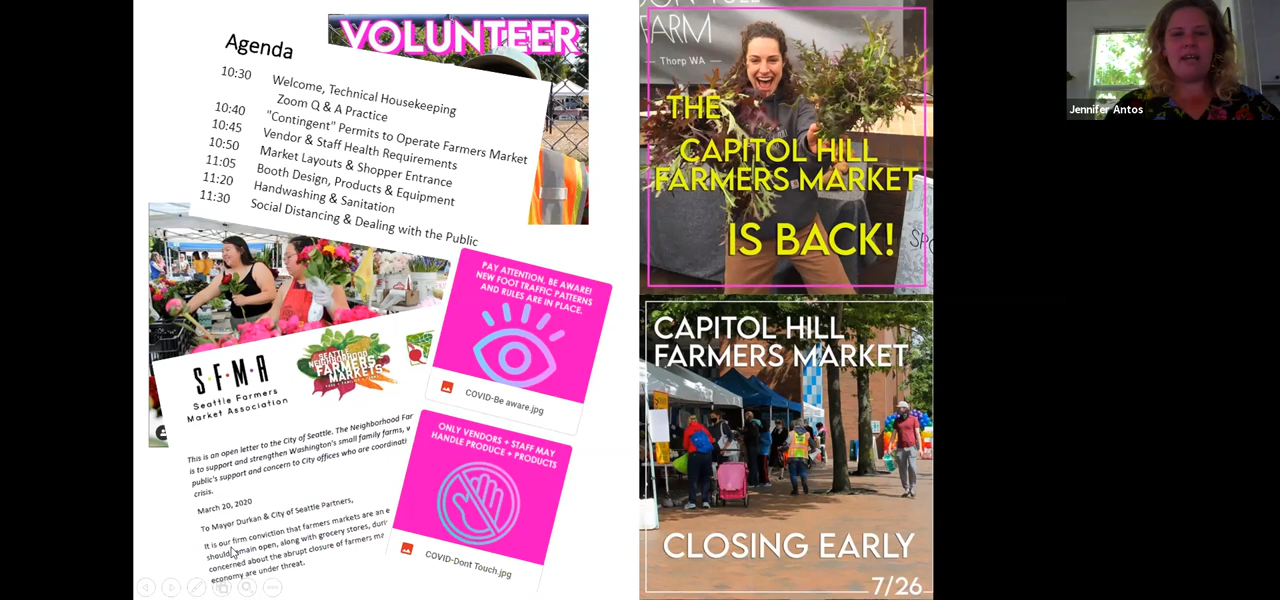 VOLUNTEER
Agenda
10:30 Welcome, Technical Housekeeping
Zoom Q & A Practice
10:40 "Contingent" Permits to Operate Farmers Market
10:45 Vendor & Staff Health Requirements
10:50 Market Layouts & Shopper Entrance
11:05 Booth Design, Products & Equipment
11:20 Handwashing & Sanitation
11:30 Social Distancing & Dealing with the Public
S·F·M·A
Seattle Farmers
Market Association
SEATTLE
NEIGHBORHOOD
FARMERS
MARKETS
This is an open letter to the City of Seattle. The Neighborhood Far
is to support and strengthen Washington's small family farms,
public's support and concern to City offices who are coordinati
crisis.
March 20, 2020
To Mayor Durkan & City of Seattle Partners,
It is our firm conviction that farmers markets are an e
should remain open, along with grocery stores, duri
concerned about the abrupt closure of farmers ma
economy are under threat.
PAY ATTENTION, BE AWARE!
NEW FOOT TRAFFIC PATTERNS
AND RULES ARE IN PLACE.
COVID-Be aware.jpg
ONLY VENDORS + STAFF MAY
HANDLE PRODUCE + PRODUCTS
COVID-Dont Touch.jpg
FARM
Thorp WA
THE
CAPITOL HILL
FARMERS MARKET
IS BACK!
CAPITOL HILL
FARMERS MARKET
CLOSING EARLY
7/26
Jennifer Antos